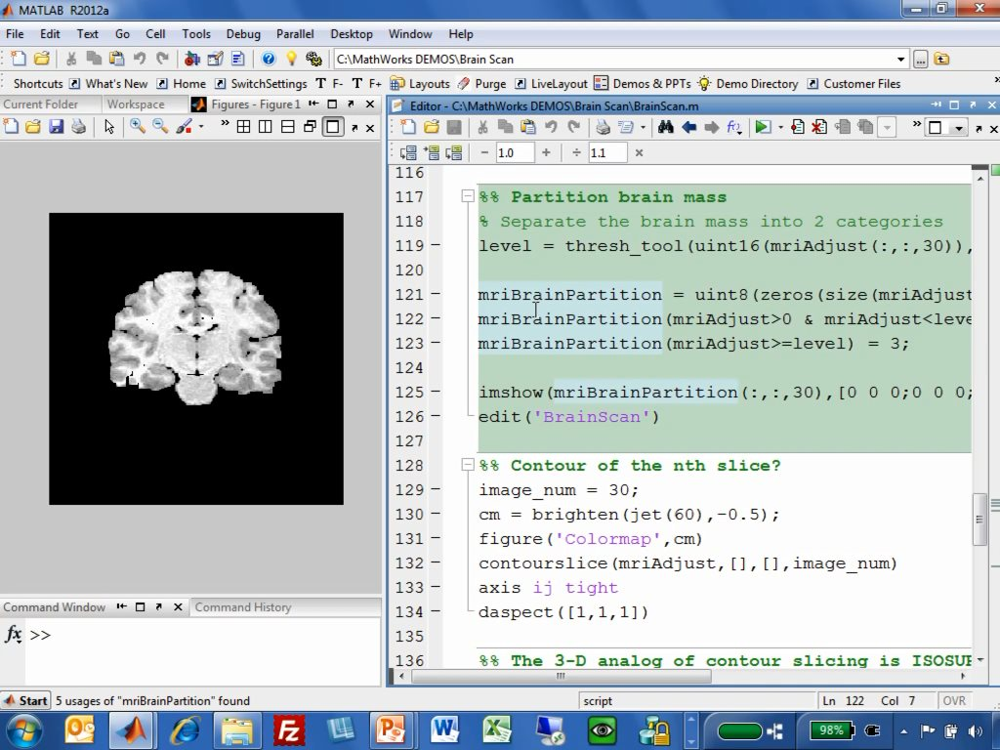 MATLAB R2012a
File Edit Text Go Cell Tools Debug Parallel Desktop Window Help
C:\MathWorks DEMOS\Brain Scan
Shortcuts What's New Home SwitchSettings T F- T F+ Layouts Purge LiveLayout Demos & PPTs Demo Directory Customer Files
Current Folder Workspace Figures - Figure 1
Editor - C:\MathWorks DEMOS\Brain Scan\BrainScan.m
− 1.0 + ÷ 1.1 ×
116
117 %% Partition brain mass
118 % Separate the brain mass into 2 categories
119 − level = thresh_tool(uint16(mriAdjust(:,:,30)),
120
121 − mriBrainPartition = uint8(zeros(size(mriAdjust
122 − mriBrainPartition(mriAdjust>0 & mriAdjust<leve
123 − mriBrainPartition(mriAdjust>=level) = 3;
124
125 − imshow(mriBrainPartition(:,:,30),[0 0 0;0 0 0;
126 − edit('BrainScan')
127
128 %% Contour of the nth slice?
129 − image_num = 30;
130 − cm = brighten(jet(60),-0.5);
131 − figure('Colormap',cm)
132 − contourslice(mriAdjust,[],[],image_num)
133 − axis ij tight
134 − daspect([1,1,1])
135
136 %% The 3-D analog of contour slicing is ISOSUR
Command Window Command History
fx >>
Start 5 usages of "mriBrainPartition" found
script Ln 122 Col 7 OVR
98%